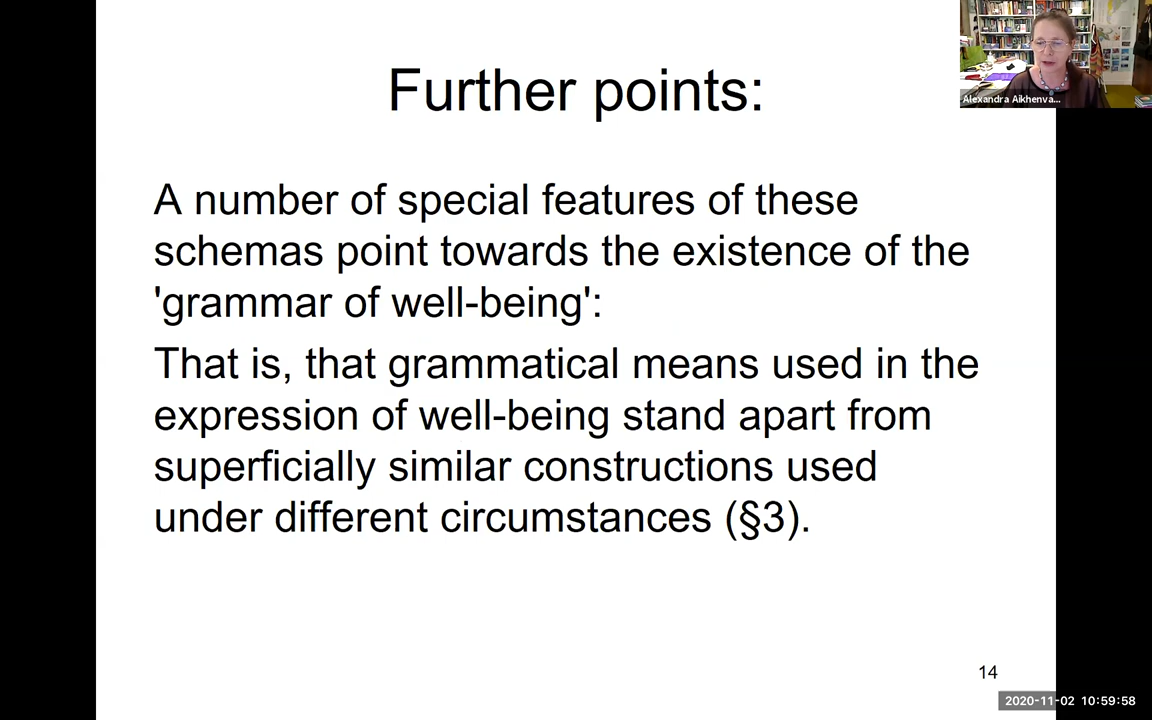 Further points:
Alexandra Aikhenva...
A number of special features of these
schemas point towards the existence of the
'grammar of well-being':
That is, that grammatical means used in the
expression of well-being stand apart from
superficially similar constructions used
under different circumstances (§3).
14
2020-11-02 10:59:58